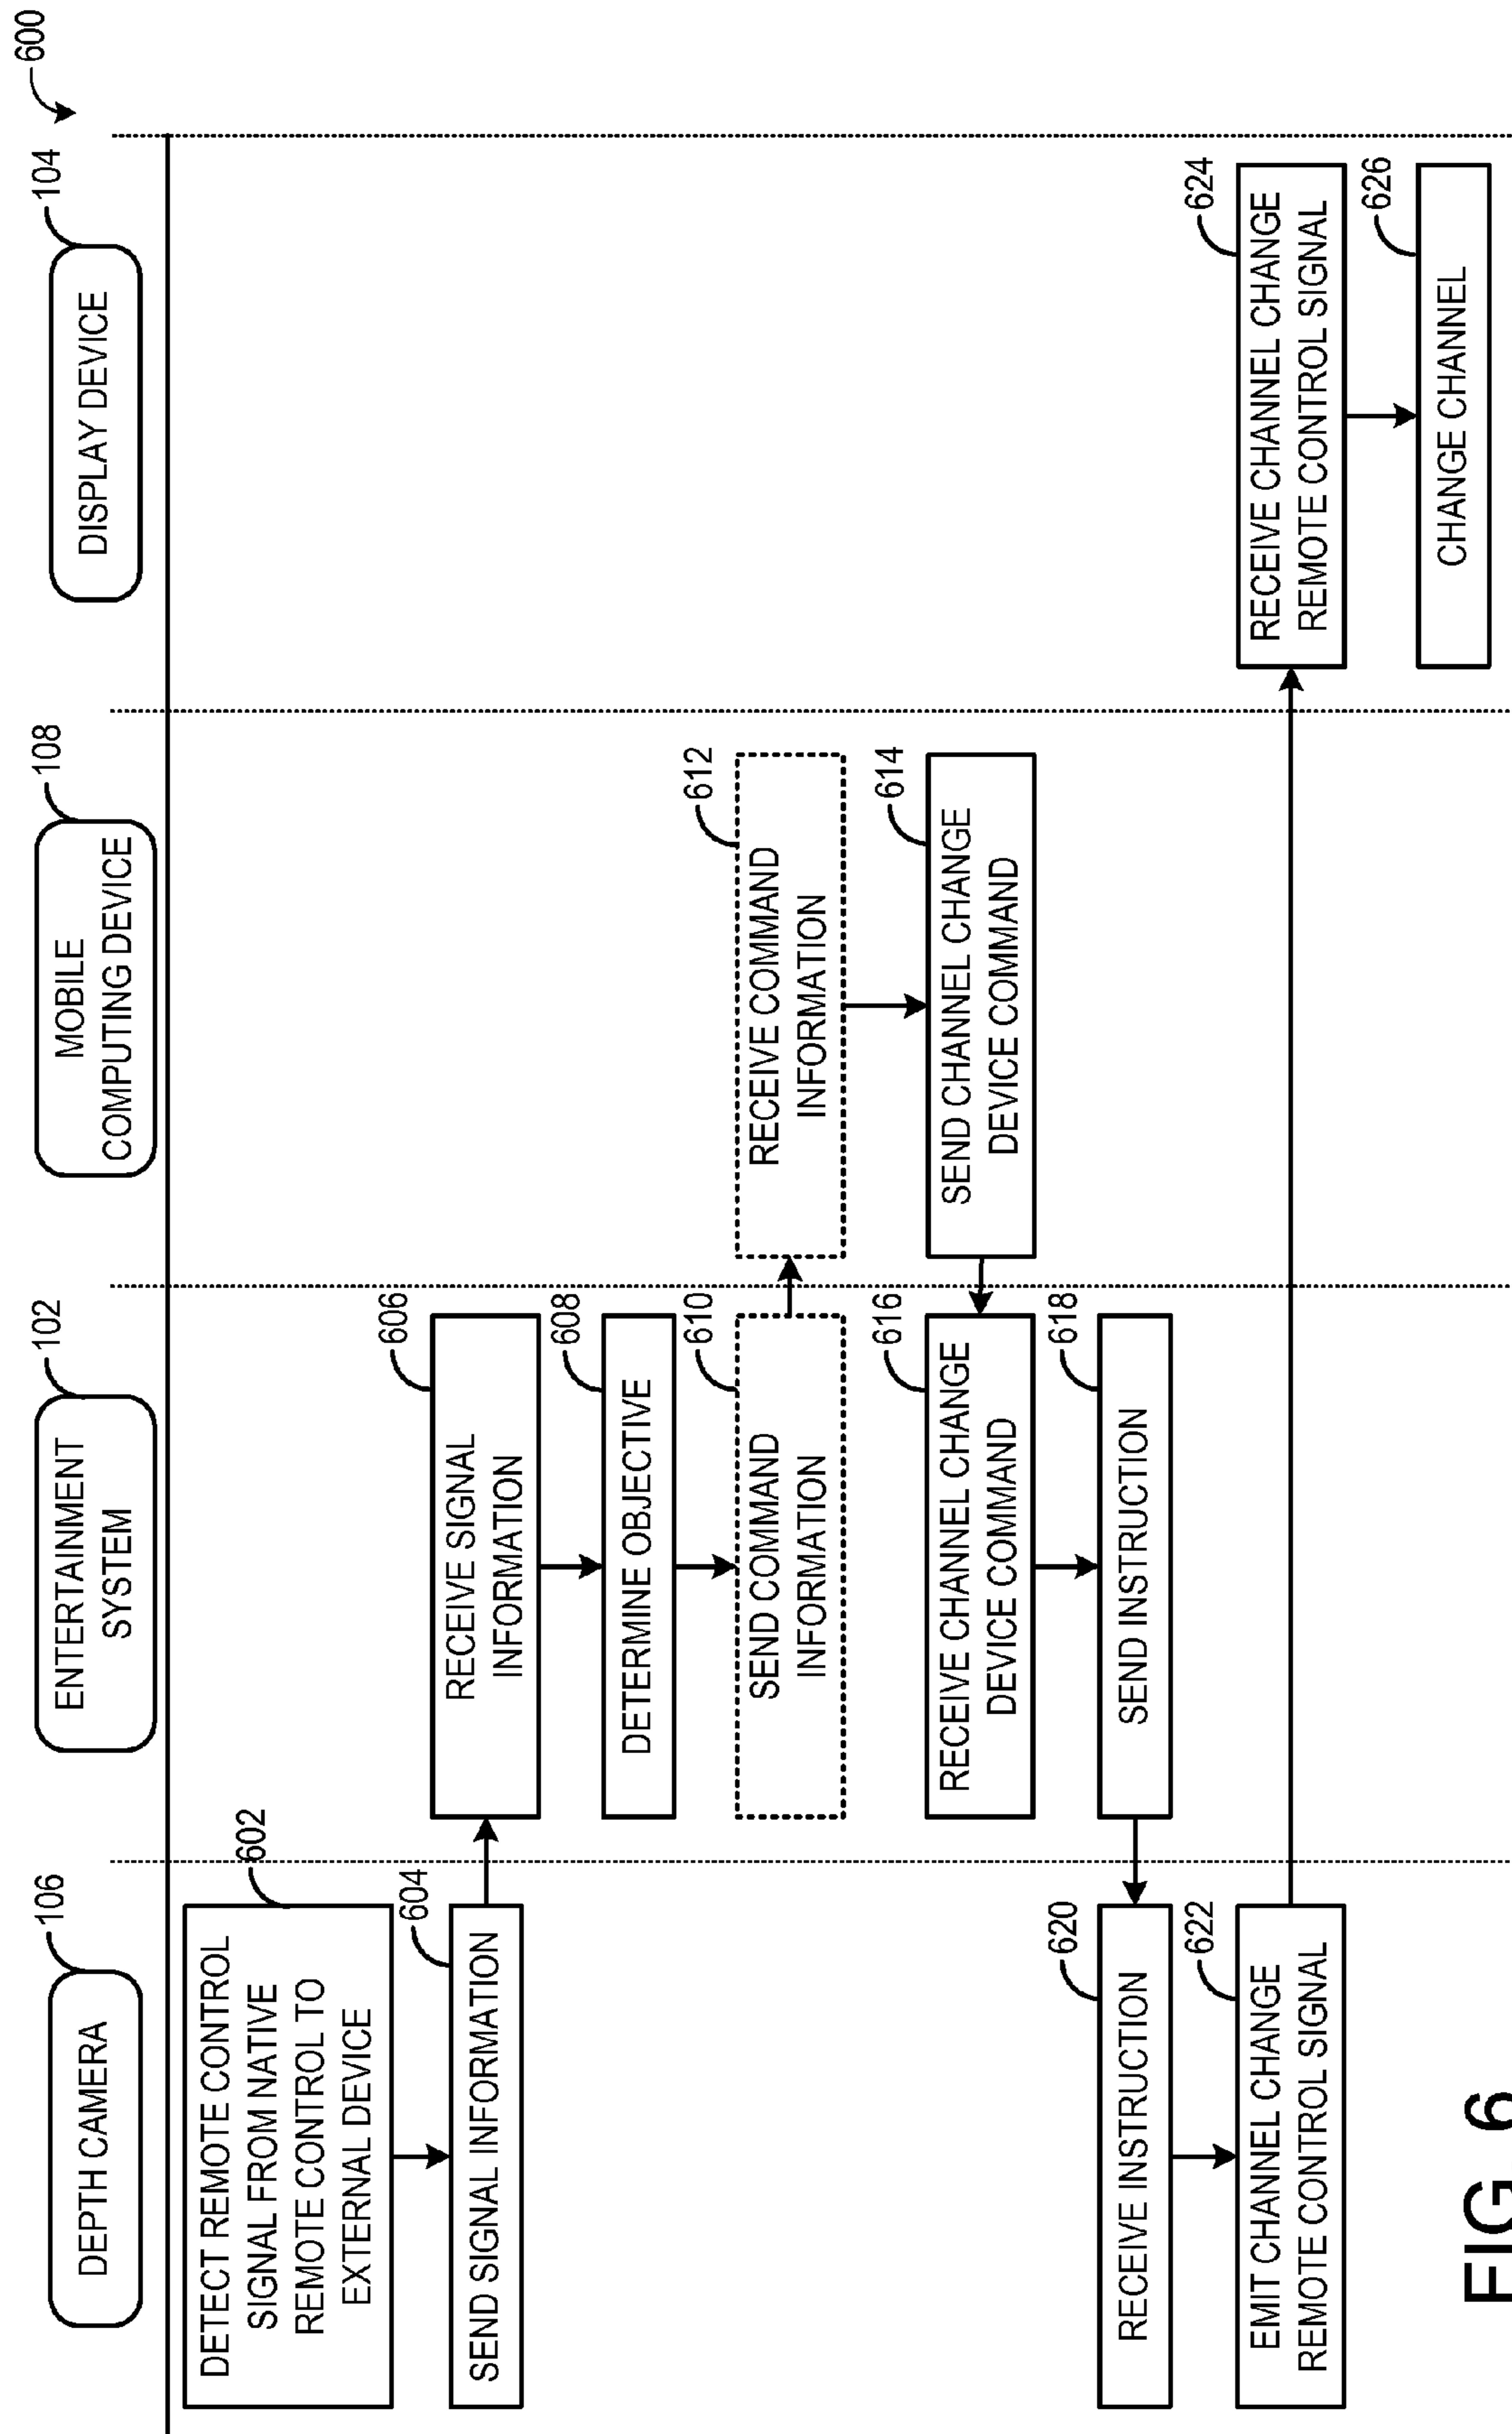 600
106
DEPTH CAMERA
102
ENTERTAINMENT
SYSTEM
108
MOBILE
COMPUTING DEVICE
104
DISPLAY DEVICE
602
DETECT REMOTE CONTROL
SIGNAL FROM NATIVE
REMOTE CONTROL TO
EXTERNAL DEVICE
604
SEND SIGNAL INFORMATION
606
RECEIVE SIGNAL
INFORMATION
608
DETERMINE OBJECTIVE
610
SEND COMMAND
INFORMATION
612
RECEIVE COMMAND
INFORMATION
614
SEND CHANNEL CHANGE
DEVICE COMMAND
616
RECEIVE CHANNEL CHANGE
DEVICE COMMAND
618
SEND INSTRUCTION
620
RECEIVE INSTRUCTION
622
EMIT CHANNEL CHANGE
REMOTE CONTROL SIGNAL
624
RECEIVE CHANNEL CHANGE
REMOTE CONTROL SIGNAL
626
CHANGE CHANNEL
FIG. 6